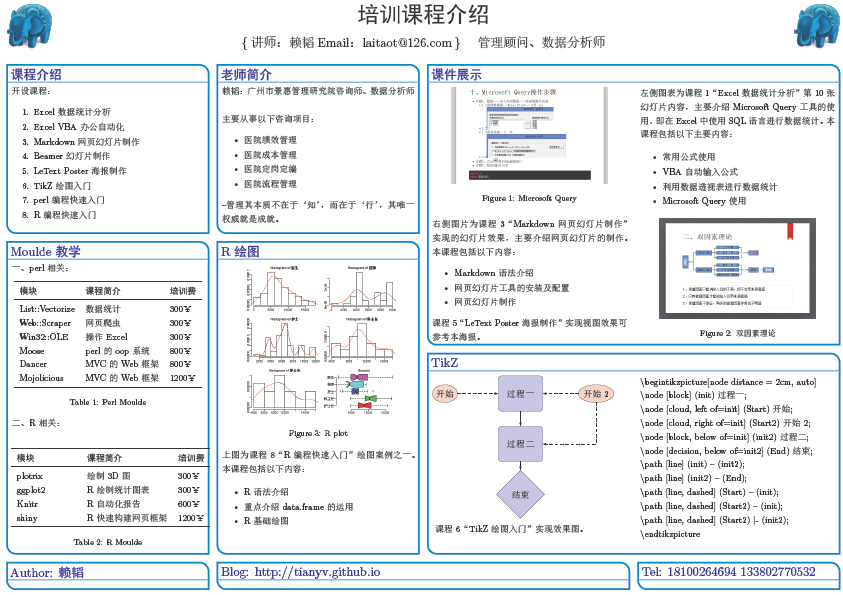 培训课程介绍
{ 讲师：赖韬 Email：laitaot@126.com } 管理顾问、数据分析师
课程介绍
开设课程：
1. Excel 数据统计分析
2. Excel VBA 办公自动化
3. Markdown 网页幻灯片制作
4. Beamer 幻灯片制作
5. LeText Poster 海报制作
6. TikZ 绘图入门
7. perl 编程快速入门
8. R 编程快速入门
老师简介
赖韬：广州市景惠管理研究院咨询师、数据分析师
主要从事以下咨询项目：
• 医院绩效管理
• 医院成本管理
• 医院定岗定编
• 医院流程管理
–管理其本质不在于‘知’，而在于‘行’，其唯一
权威就是成就。
课件展示
十、Microsoft Query操作步骤
Figure 1: Microsoft Query
左侧图表为课程 1 “Excel 数据统计分析” 第 10 张
幻灯片内容，主要介绍 Microsoft Query 工具的使
用，即在 Excel 中使用 SQL 语言进行数据统计。本
课程包括以下主要内容：
• 常用公式使用
• VBA 自动输入公式
• 利用数据透视表进行数据统计
• Microsoft Query 使用
右侧图片为课程 3 “Markdown 网页幻灯片制作”
实现的幻灯片效果，主要介绍网页幻灯片的制作。
本课程包括以下内容：
• Markdown 语法介绍
• 网页幻灯片工具的安装及配置
• 网页幻灯片制作
课程 5 “LeText Poster 海报制作” 实现视图效果可
参考本海报。
二、双因素理论
Figure 2: 双因素理论
Moulde 教学
一、perl 相关：
模块 课程简介 培训费
List::Vectorize 数据统计 300￥
Web::Scraper 网页爬虫 300￥
Win32::OLE 操作 Excel 300￥
Moose perl 的 oop 系统 800￥
Dancer MVC 的 Web 框架 800￥
Mojolicious MVC 的 Web 框架 1200￥
Table 1: Perl Moulde
二、R 相关：
模块 课程简介 培训费
plotrix 绘制 3D 图 300￥
ggplot2 R 绘制统计图表 300￥
Knitr R 自动化报告 600￥
shiny R 快速构建网页框架 1200￥
Table 2: R Moulde
R 绘图
Figure 3: R plot
上图为课程 8 “R 编程快速入门” 绘图案例之一。
本课程包括以下内容：
• R 语法介绍
• 重点介绍 data.frame 的运用
• R 基础绘图
TikZ
开始
过程一
开始 2
过程二
结束
课程 6 “TikZ 绘图入门” 实现效果图。
\begintikzpicture[node distance = 2cm, auto]
\node [block] (init) 过程一;
\node [cloud, left of=init] (Start) 开始;
\node [cloud, right of=init] (Start2) 开始 2;
\node [block, below of=init] (init2) 过程二;
\node [decision, below of=init2] (End) 结束;
\path [line] (init) – (init2);
\path [line] (init2) – (End);
\path [line, dashed] (Start) – (init);
\path [line, dashed] (Start2) – (init);
\path [line, dashed] (Start2) |- (init2);
\endtikzpicture
Author: 赖韬
Blog: http://tianyv.github.io
Tel: 18100264694 133802770532